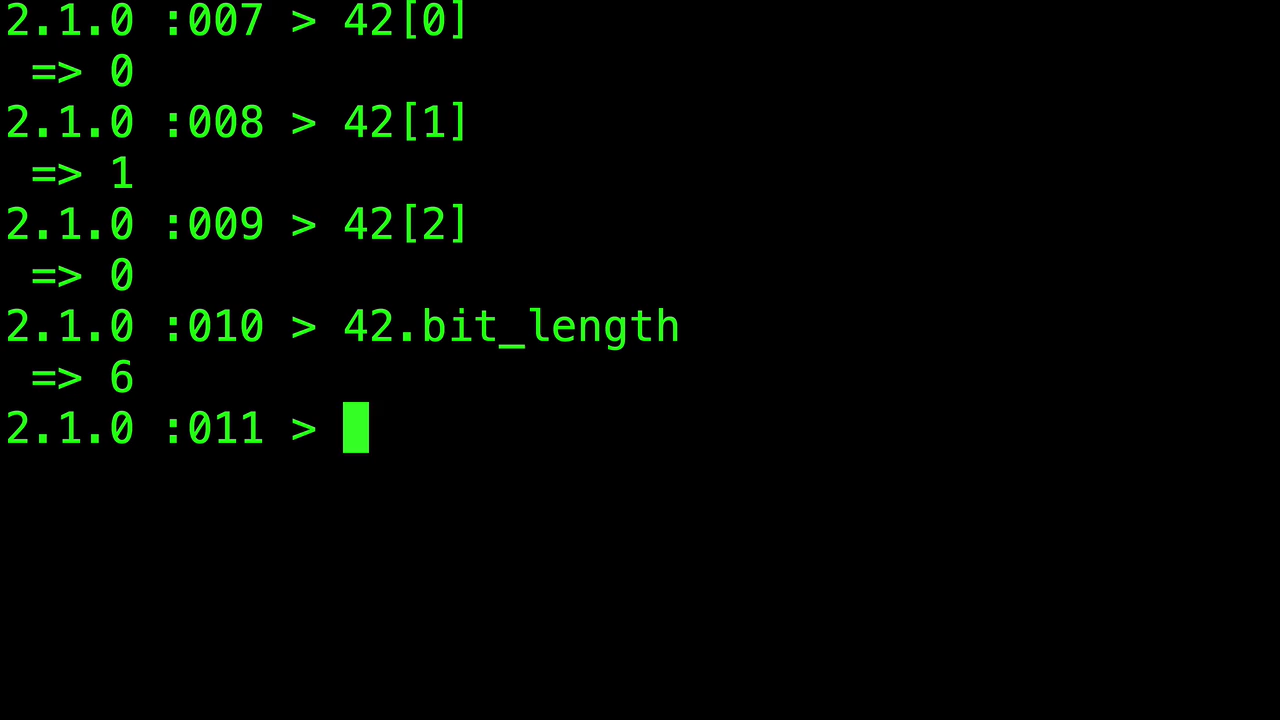 2.1.0 :007 > 42[0]
 => 0
2.1.0 :008 > 42[1]
 => 1
2.1.0 :009 > 42[2]
 => 0
2.1.0 :010 > 42.bit_length
 => 6
2.1.0 :011 >